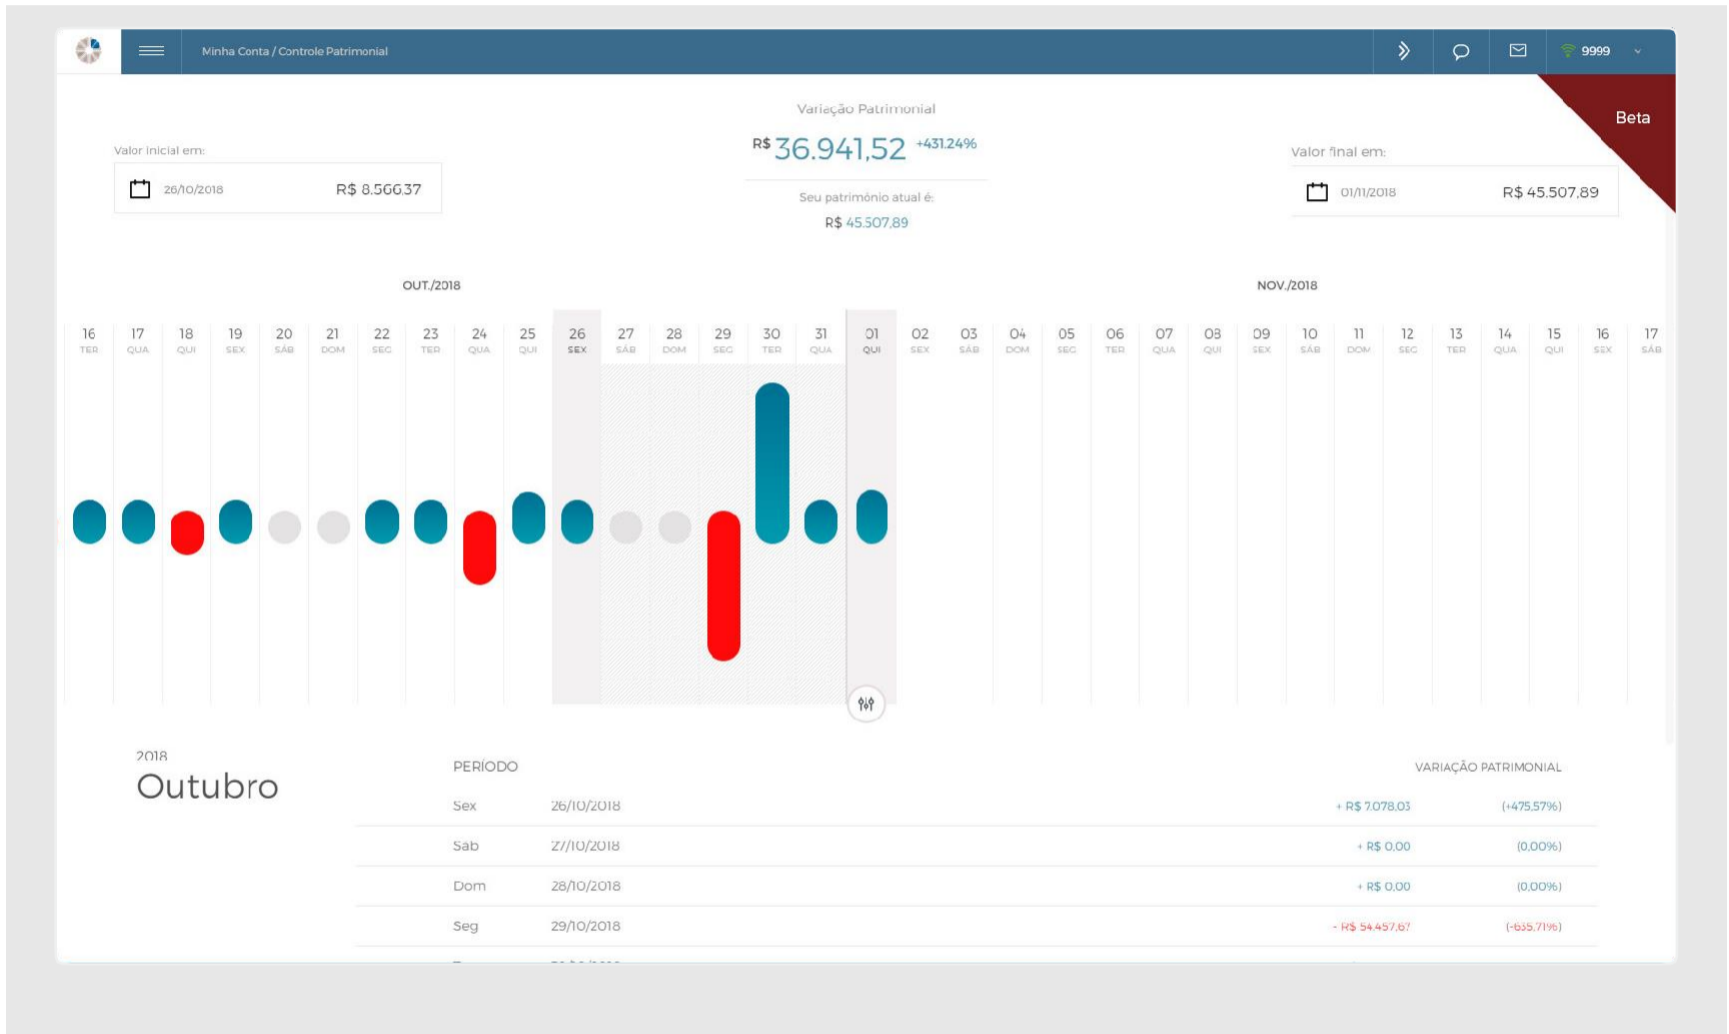 Minha Conta / Controle Patrimonial
9999
Beta
Variação Patrimonial
R$ 36.941,52 +431.24%
Seu patrimônio atual é:
R$ 45.507,89
Valor inicial em:
26/10/2018 R$ 8.566,37
Valor final em:
01/11/2018 R$ 45.507,89
OUT./2018 NOV./2018
16 17 18 19 20 21 22 23 24 25 26 27 28 29 30 31 01 02 03 04 05 06 07 08 09 10 11 12 13 14 15 16 17
TER QUA QUI SEX SÁB DOM SEG TER QUA QUI SEX SÁB DOM SEG TER QUA QUI SEX SÁB DOM SEG TER QUA QUI SEX SÁB DOM SEG TER QUA QUI SEX SÁB
2018
Outubro
PERÍODO VARIAÇÃO PATRIMONIAL
Sex 26/10/2018 + R$ 7.078,03 (+475,57%)
Sab 27/10/2018 + R$ 0,00 (0,00%)
Dom 28/10/2018 + R$ 0,00 (0,00%)
Seg 29/10/2018 - R$ 54.457,67 (-635,71%)